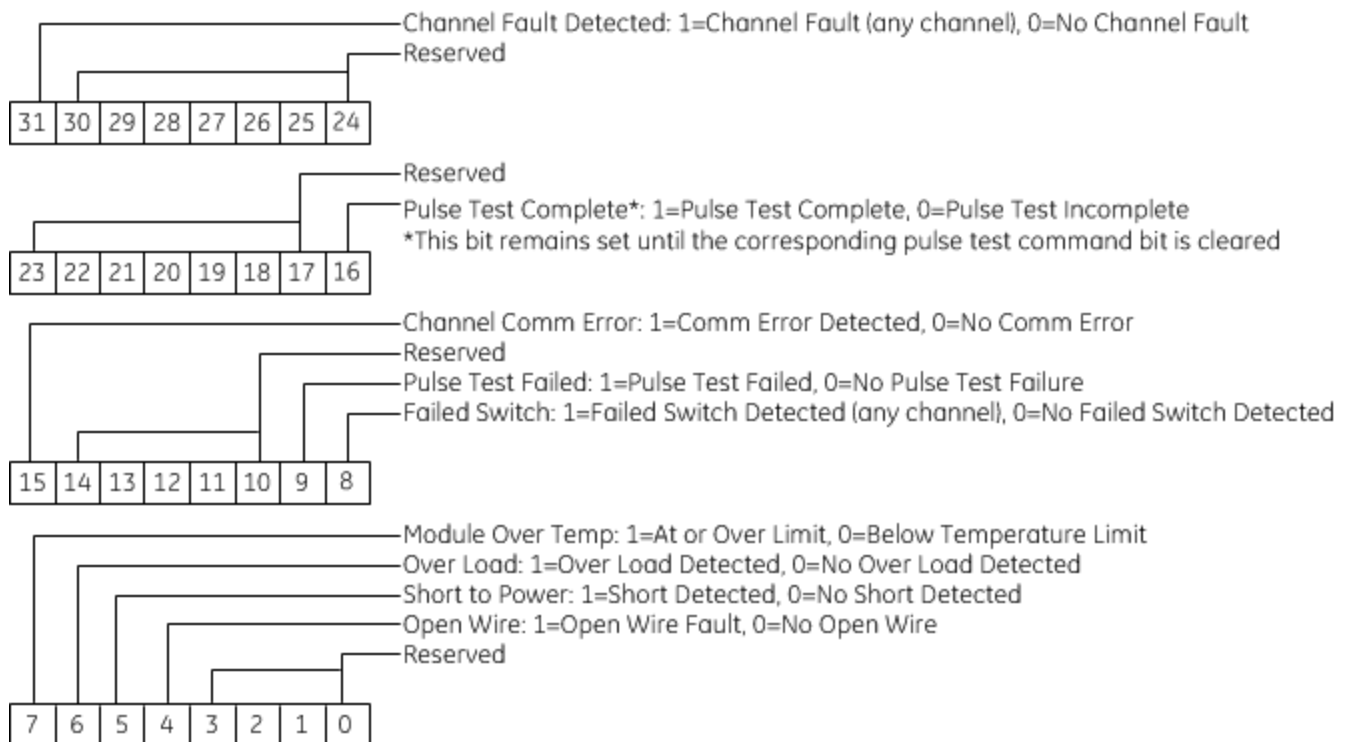 Channel Fault Detected: 1=Channel Fault (any channel), 0=No Channel Fault
Reserved
31 30 29 28 27 26 25 24
Reserved
Pulse Test Complete*: 1=Pulse Test Complete, 0=Pulse Test Incomplete
*This bit remains set until the corresponding pulse test command bit is cleared
23 22 21 20 19 18 17 16
Channel Comm Error: 1=Comm Error Detected, 0=No Comm Error
Reserved
Pulse Test Failed: 1=Pulse Test Failed, 0=No Pulse Test Failure
Failed Switch: 1=Failed Switch Detected (any channel), 0=No Failed Switch Detected
15 14 13 12 11 10 9 8
Module Over Temp: 1=At or Over Limit, 0=Below Temperature Limit
Over Load: 1=Over Load Detected, 0=No Over Load Detected
Short to Power: 1=Short Detected, 0=No Short Detected
Open Wire: 1=Open Wire Fault, 0=No Open Wire
Reserved
7 6 5 4 3 2 1 0